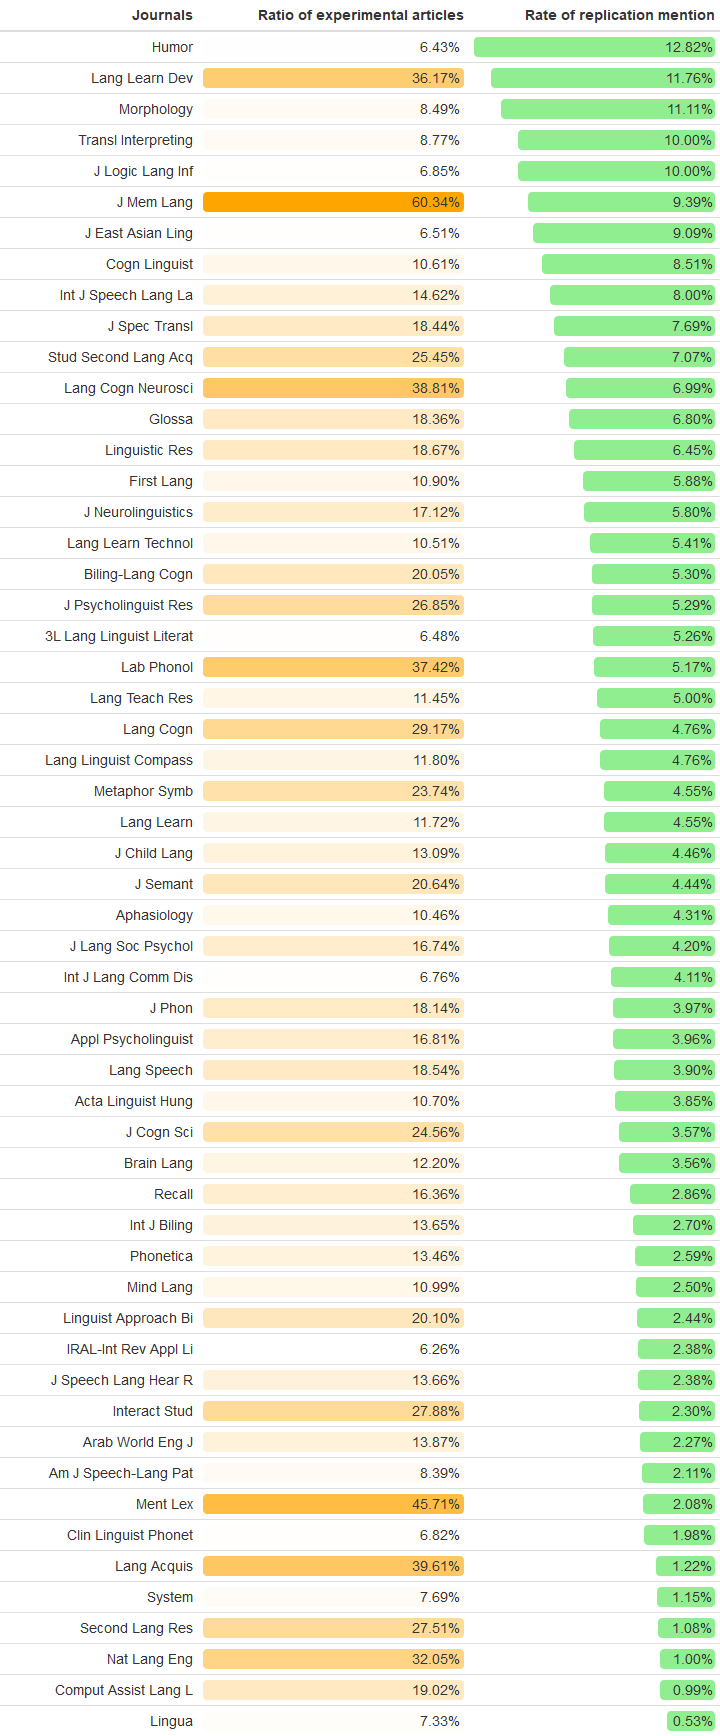 Journals Ratio of experimental articles Rate of replication mention
Humor 6.43% 12.82%
Lang Learn Dev 36.17% 11.76%
Morphology 8.49% 11.11%
Transl Interpreting 8.77% 10.00%
J Logic Lang Inf 6.85% 10.00%
J Mem Lang 60.34% 9.39%
J East Asian Ling 6.51% 9.09%
Cogn Linguist 10.61% 8.51%
Int J Speech Lang La 14.62% 8.00%
J Spec Transl 18.44% 7.69%
Stud Second Lang Acq 25.45% 7.07%
Lang Cogn Neurosci 38.81% 6.99%
Glossa 18.36% 6.80%
Linguistic Res 18.67% 6.45%
First Lang 10.90% 5.88%
J Neurolinguistics 17.12% 5.80%
Lang Learn Technol 10.51% 5.41%
Biling-Lang Cogn 20.05% 5.30%
J Psycholinguist Res 26.85% 5.29%
3L Lang Linguist Literat 6.48% 5.26%
Lab Phonol 37.42% 5.17%
Lang Teach Res 11.45% 5.00%
Lang Cogn 29.17% 4.76%
Lang Linguist Compass 11.80% 4.76%
Metaphor Symb 23.74% 4.55%
Lang Learn 11.72% 4.55%
J Child Lang 13.09% 4.46%
J Semant 20.64% 4.44%
Aphasiology 10.46% 4.31%
J Lang Soc Psychol 16.74% 4.20%
Int J Lang Comm Dis 6.76% 4.11%
J Phon 18.14% 3.97%
Appl Psycholinguist 16.81% 3.96%
Lang Speech 18.54% 3.90%
Acta Linguist Hung 10.70% 3.85%
J Cogn Sci 24.56% 3.57%
Brain Lang 12.20% 3.56%
Recall 16.36% 2.86%
Int J Biling 13.65% 2.70%
Phonetica 13.46% 2.59%
Mind Lang 10.99% 2.50%
Linguist Approach Bi 20.10% 2.44%
IRAL-Int Rev Appl Li 6.26% 2.38%
J Speech Lang Hear R 13.66% 2.38%
Interact Stud 27.88% 2.30%
Arab World Eng J 13.87% 2.27%
Am J Speech-Lang Pat 8.39% 2.11%
Ment Lex 45.71% 2.08%
Clin Linguist Phonet 6.82% 1.98%
Lang Acquis 39.61% 1.22%
System 7.69% 1.15%
Second Lang Res 27.51% 1.08%
Nat Lang Eng 32.05% 1.00%
Comput Assist Lang L 19.02% 0.99%
Lingua 7.33% 0.53%